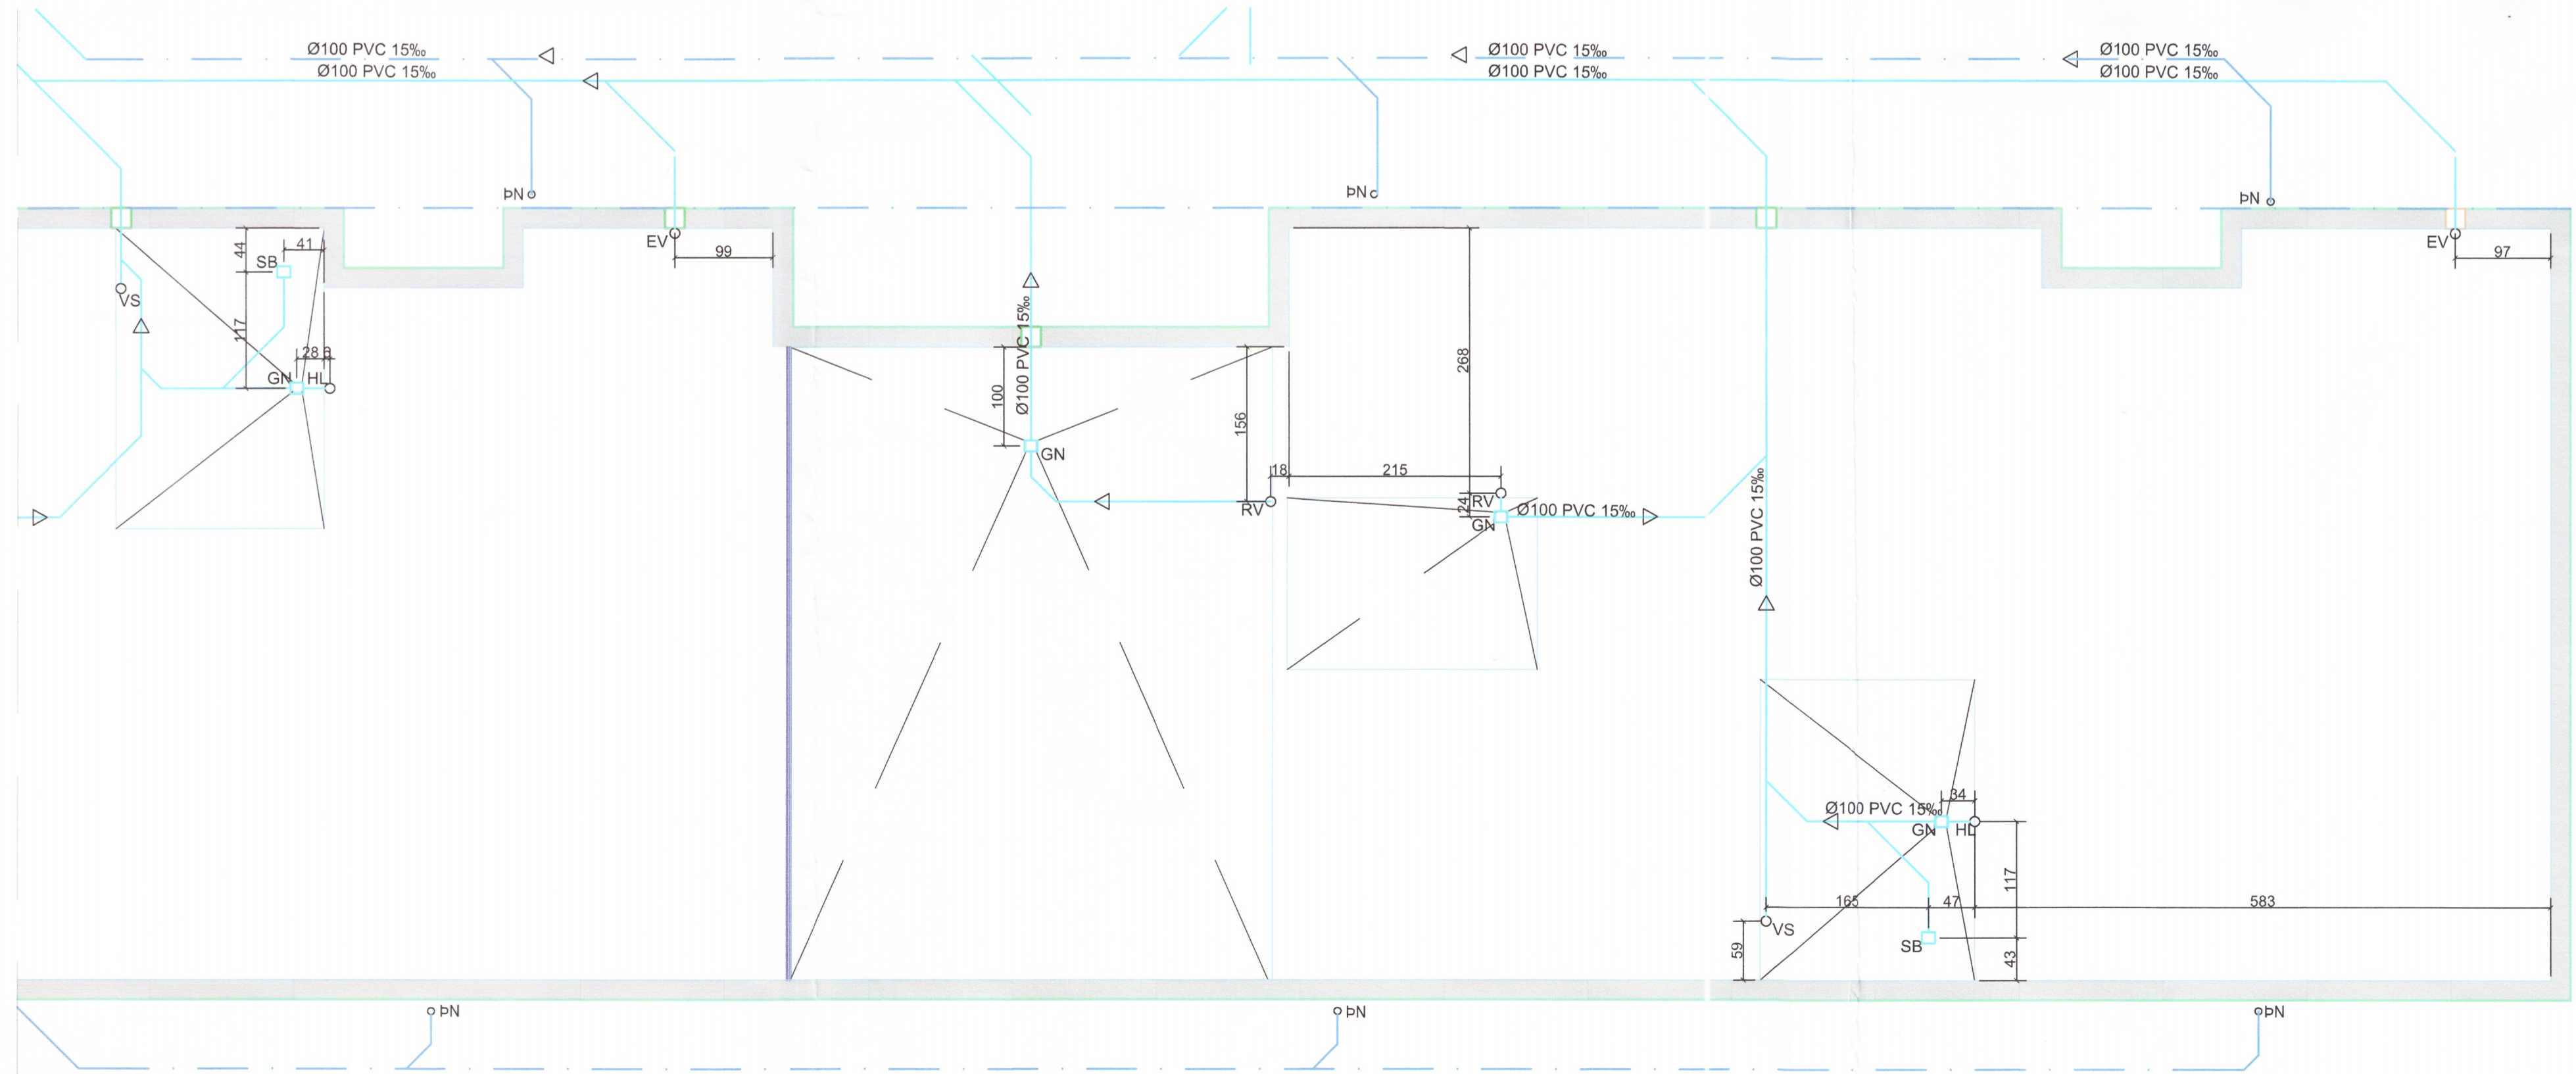 Ø100 PVC 15‰
Ø100 PVC 15‰
Ø100 PVC 15‰
Ø100 PVC 15‰
Ø100 PVC 15‰
Ø100 PVC 15‰
ÞN
ÞN
ÞN
EV
99
EV
97
44
41
SB
VS
117
28
GN
HL
Ø100 PVC 15‰
100
GN
156
18
215
268
RV
RV
24
GN
Ø100 PVC 15‰
Ø100 PVC 15‰
34
Ø100 PVC 15‰
GN
HL
117
165
47
583
VS
59
SB
43
ÞN
ÞN
ÞN